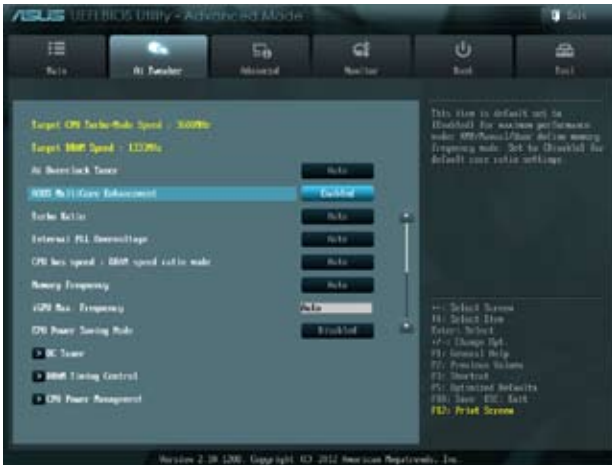 ASUS UEFI BIOS Utility - Advanced Mode
Exit
Main
Ai Tweaker
Advanced
Monitor
Boot
Tool
Target CPU Turbo-Mode Speed : 3600MHz
Target DRAM Speed : 1333MHz
Ai Overclock Tuner
Auto
ASUS MultiCore Enhancement
Enabled
Turbo Ratio
Auto
Internal PLL Overvoltage
Auto
CPU bus speed : DRAM speed ratio mode
Auto
Memory Frequency
Auto
iGPU Max. Frequency
Auto
EPU Power Saving Mode
Disabled
OC Tuner
DRAM Timing Control
CPU Power Management
This item is default set to
[Enabled] for maximum performance
under XMP/Manual/User define memory
frequency mode. Set to [Disabled] for
default core ratio settings.
Select Screen
Select Item
Enter: Select
+/-: Change Opt.
F1: General Help
F2: Previous Values
F3: Shortcut
F5: Optimized Defaults
F10: Save ESC: Exit
F12: Print Screen
Version 2.10.1208. Copyright (C) 2012 American Megatrends, Inc.